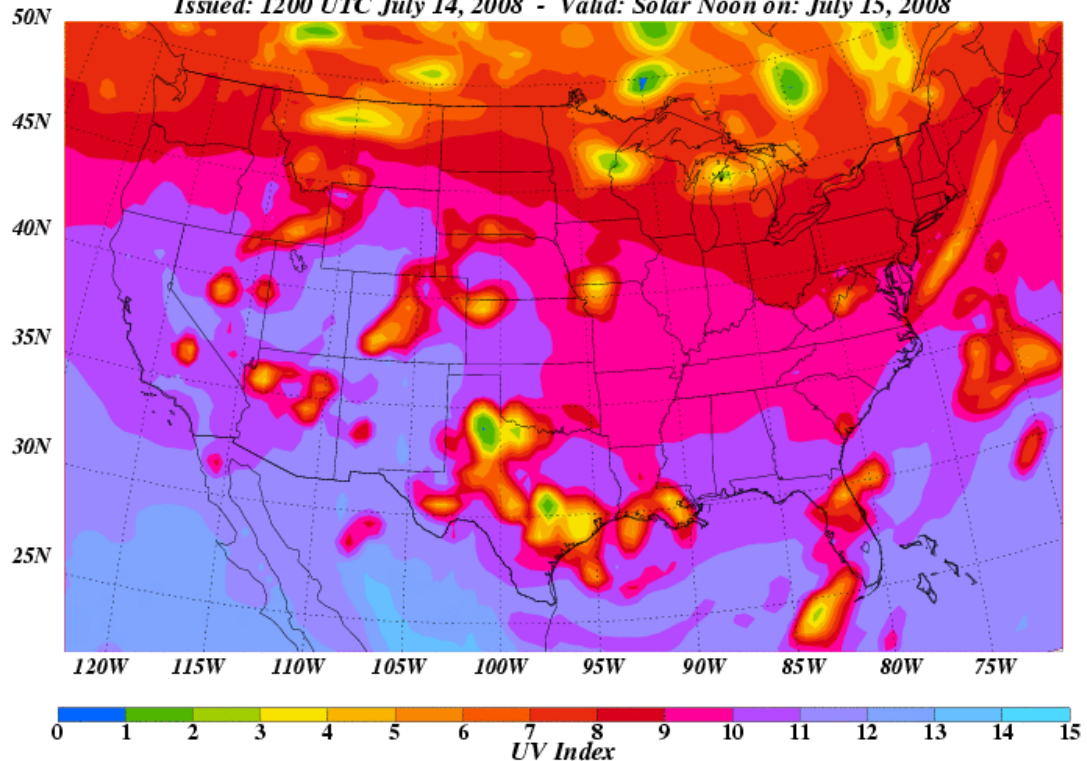 Issued: 1200 UTC July 14, 2008 - Valid: Solar Noon on: July 15, 2008
50N
45N
40N
35N
30N
25N
120W 115W 110W 105W 100W 95W 90W 85W 80W 75W
0 1 2 3 4 5 6 7 8 9 10 11 12 13 14 15
UV Index